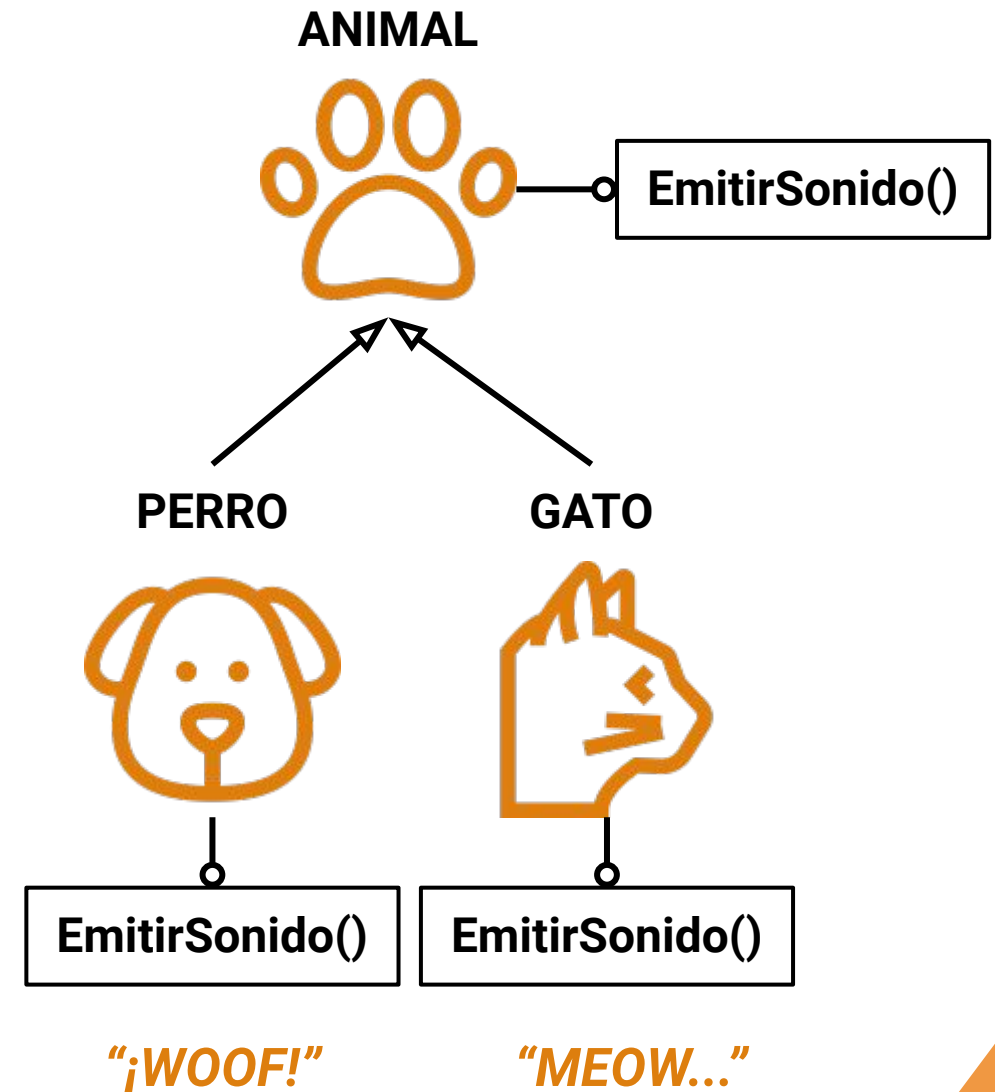 ANIMAL
EmitirSonido()
PERRO
GATO
EmitirSonido()
EmitirSonido()
“¡WOOF!”
“MEOW...”